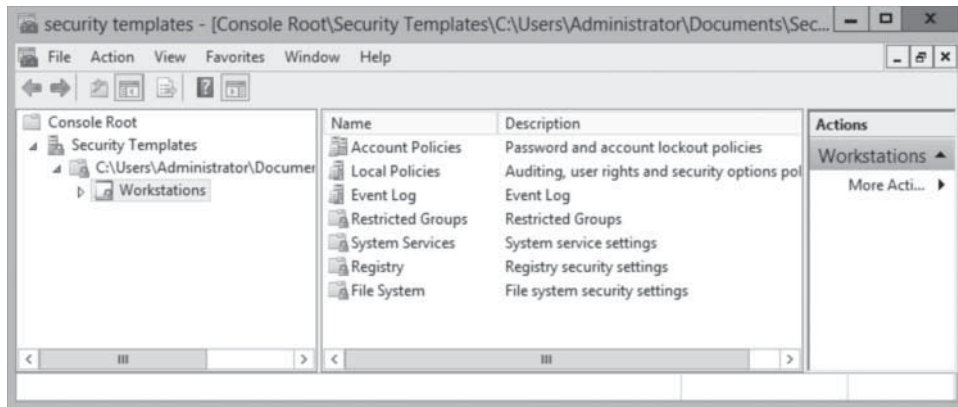 security templates - [Console Root\Security Templates\C:\Users\Administrator\Documents\Sec...
File Action View Favorites Window Help
Console Root
Security Templates
C:\Users\Administrator\Documer
Workstations
Name Description
Account Policies Password and account lockout policies
Local Policies Auditing, user rights and security options pol
Event Log Event Log
Restricted Groups Restricted Groups
System Services System service settings
Registry Registry security settings
File System File system security settings
Actions
Workstations
More Acti...